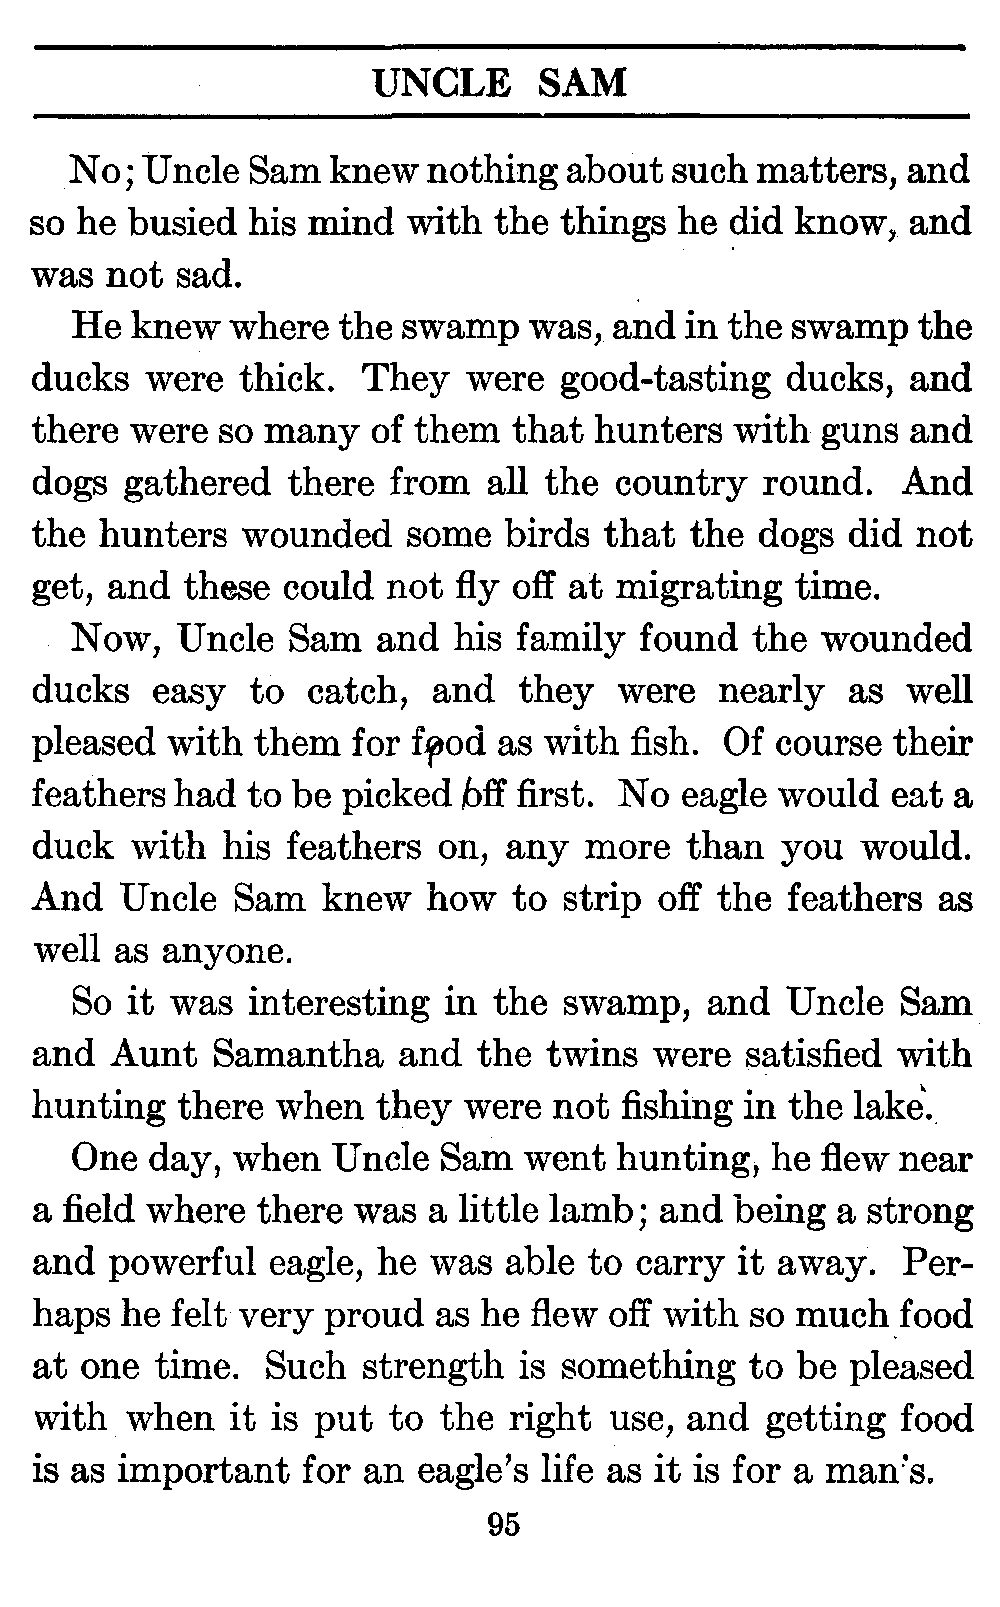 UNCLE SAM
No; Uncle Sam knew nothing about such matters, and
so he busied his mind with the things he did know, and
was not sad.
He knew where the swamp was, and in the swamp the
ducks were thick. They were good-tasting ducks, and
there were so many of them that hunters with guns and
dogs gathered there from all the country round. And
the hunters wounded some birds that the dogs did not
get, and these could not fly off at migrating time.
Now, Uncle Sam and his family found the wounded
ducks easy to catch, and they were nearly as well
pleased with them for food as with fish. Of course their
feathers had to be picked off first. No eagle would eat a
duck with his feathers on, any more than you would.
And Uncle Sam knew how to strip off the feathers as
well as anyone.
So it was interesting in the swamp, and Uncle Sam
and Aunt Samantha and the twins were satisfied with
hunting there when they were not fishing in the lake.
One day, when Uncle Sam went hunting, he flew near
a field where there was a little lamb; and being a strong
and powerful eagle, he was able to carry it away. Per-
haps he felt very proud as he flew off with so much food
at one time. Such strength is something to be pleased
with when it is put to the right use, and getting food
is as important for an eagle's life as it is for a man's.
95